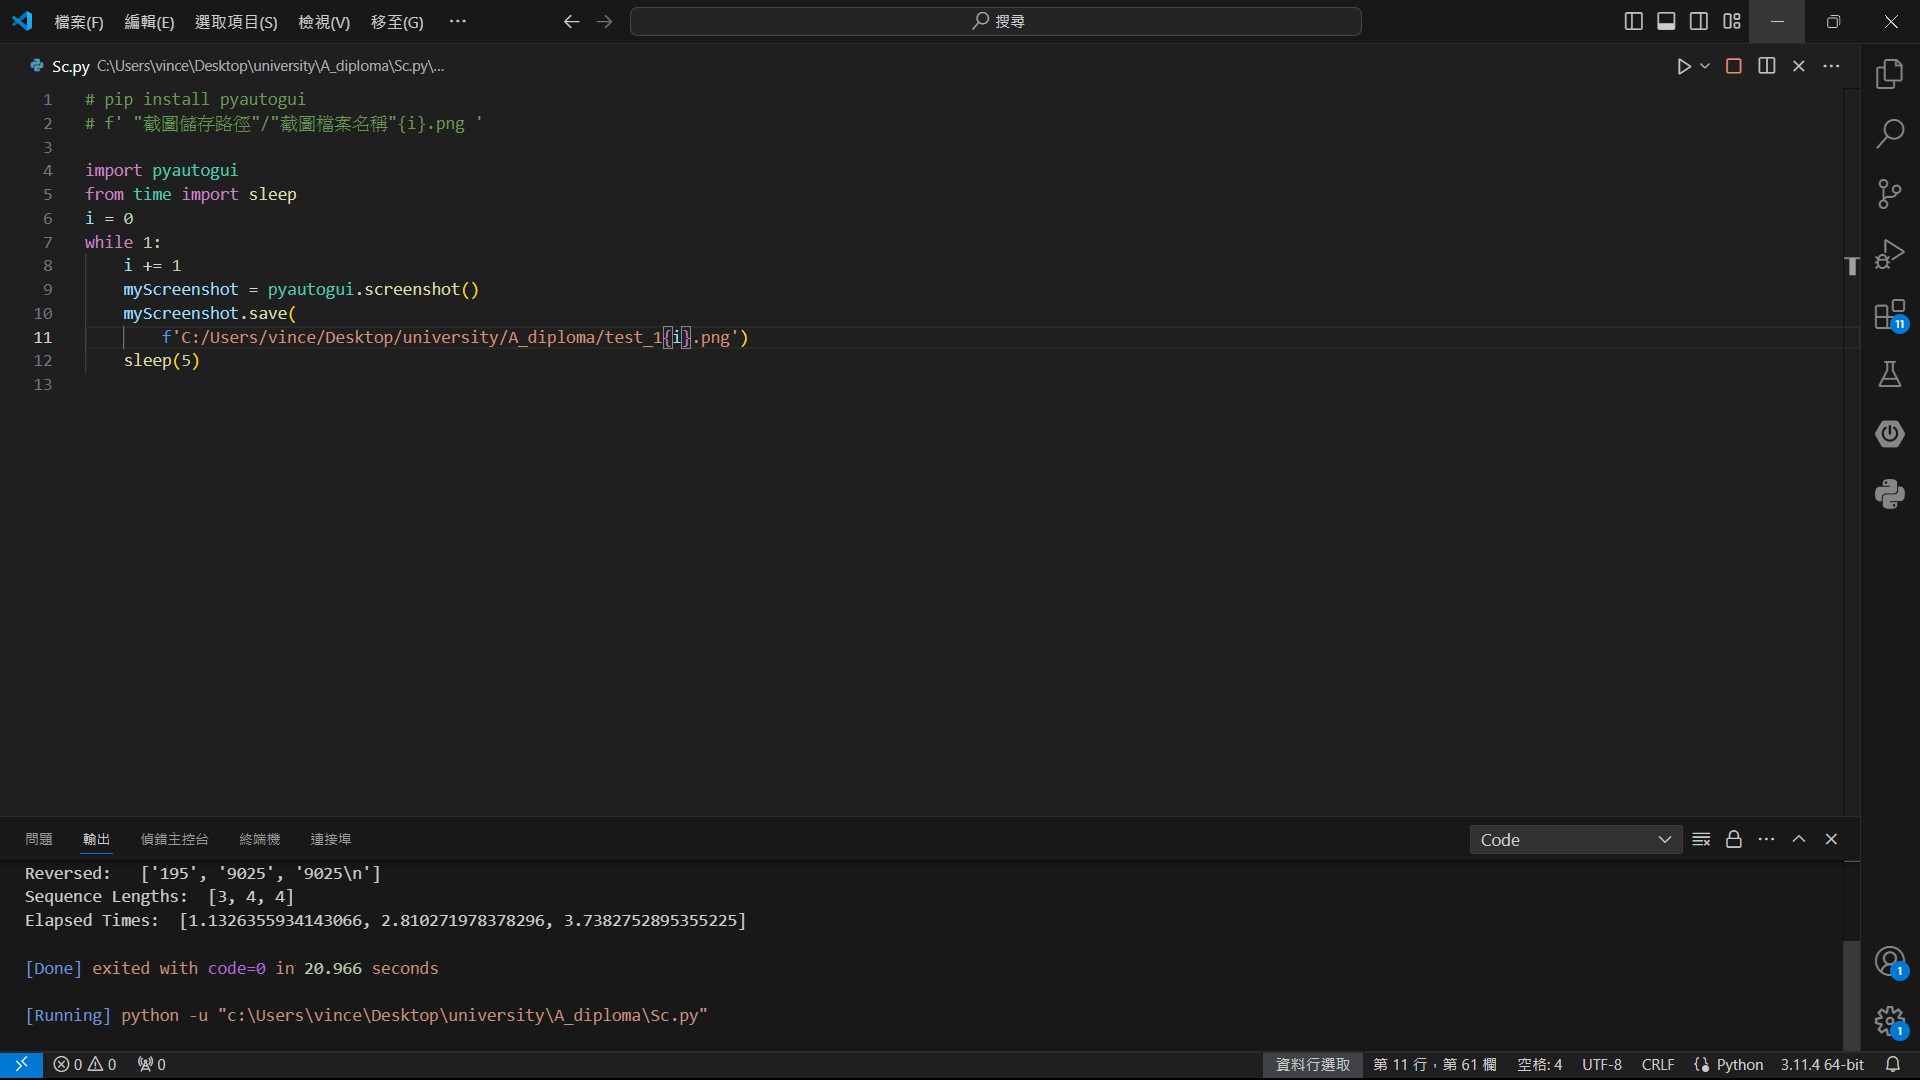 檔案(F) 編輯(E) 選取項目(S) 檢視(V) 移至(G) ··· 搜尋
Sc.py C:\Users\vince\Desktop\university\A_diploma\Sc.py\...
1 # pip install pyautogui
2 # f' "截圖儲存路徑"/"截圖檔案名稱"{i}.png '
3
4 import pyautogui
5 from time import sleep
6 i = 0
7 while 1:
8 i += 1
9 myScreenshot = pyautogui.screenshot()
10 myScreenshot.save(
11 f'C:/Users/vince/Desktop/university/A_diploma/test_1{i}.png')
12 sleep(5)
13
11
問題 輸出 偵錯主控台 終端機 連接埠 Code
Reversed: ['195', '9025', '9025\n']
Sequence Lengths: [3, 4, 4]
Elapsed Times: [1.1326355934143066, 2.810271978378296, 3.7382752895355225]
[Done] exited with code=0 in 20.966 seconds
[Running] python -u "c:\Users\vince\Desktop\university\A_diploma\Sc.py"
1
1
0 0 0 資料行選取 第 11 行，第 61 欄 空格: 4 UTF-8 CRLF Python 3.11.4 64-bit